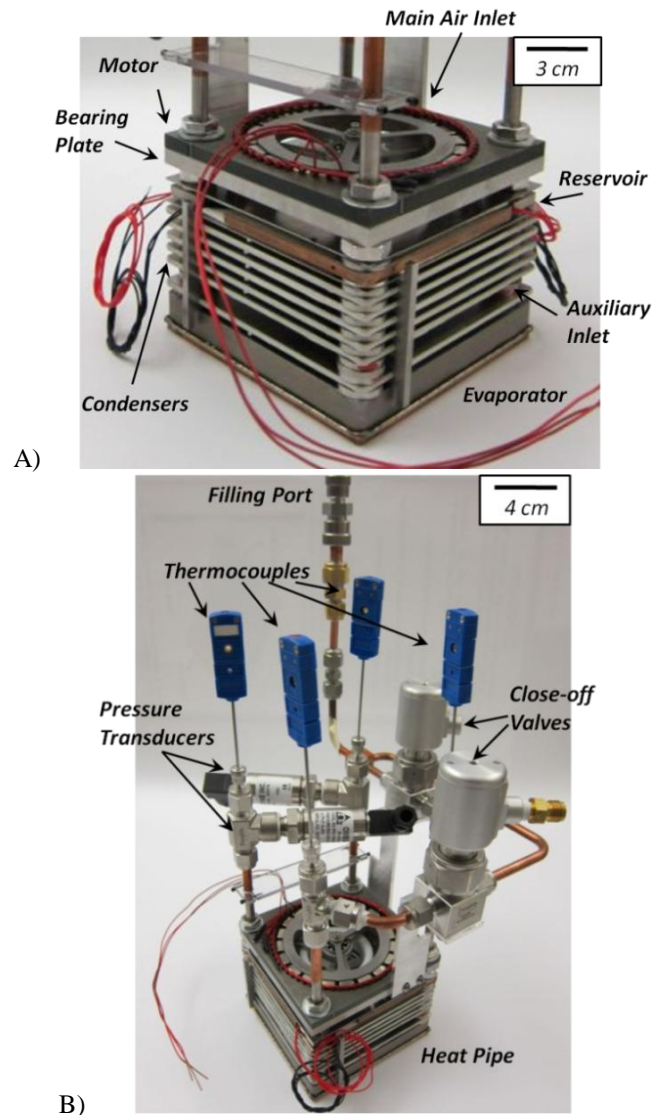 Main Air Inlet
3 cm
Motor
Bearing
Plate
Reservoir
Auxiliary
Inlet
Condensers
Evaporator
A)
Filling Port
4 cm
Thermocouples
Close-off
Valves
Pressure
Transducers
Heat Pipe
B)